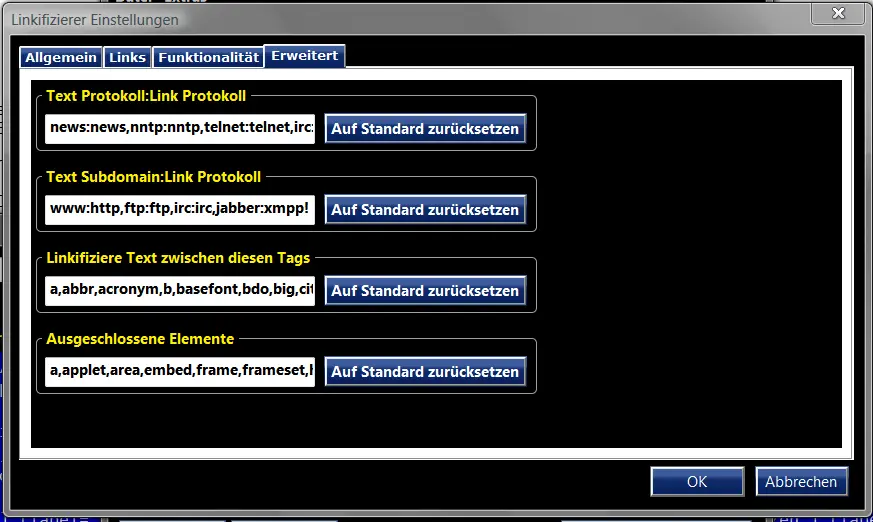 Linkifizierer Einstellungen
Allgemein Links Funktionalität Erweitert
Text Protokoll:Link Protokoll
news:news,nntp:nntp,telnet:telnet,irc: Auf Standard zurücksetzen
Text Subdomain:Link Protokoll
www:http,ftp:ftp,irc:irc,jabber:xmpp! Auf Standard zurücksetzen
Linkifiziere Text zwischen diesen Tags
a,abbr,acronym,b,basefont,bdo,big,cit Auf Standard zurücksetzen
Ausgeschlossene Elemente
a,applet,area,embed,frame,frameset,h Auf Standard zurücksetzen
OK Abbrechen